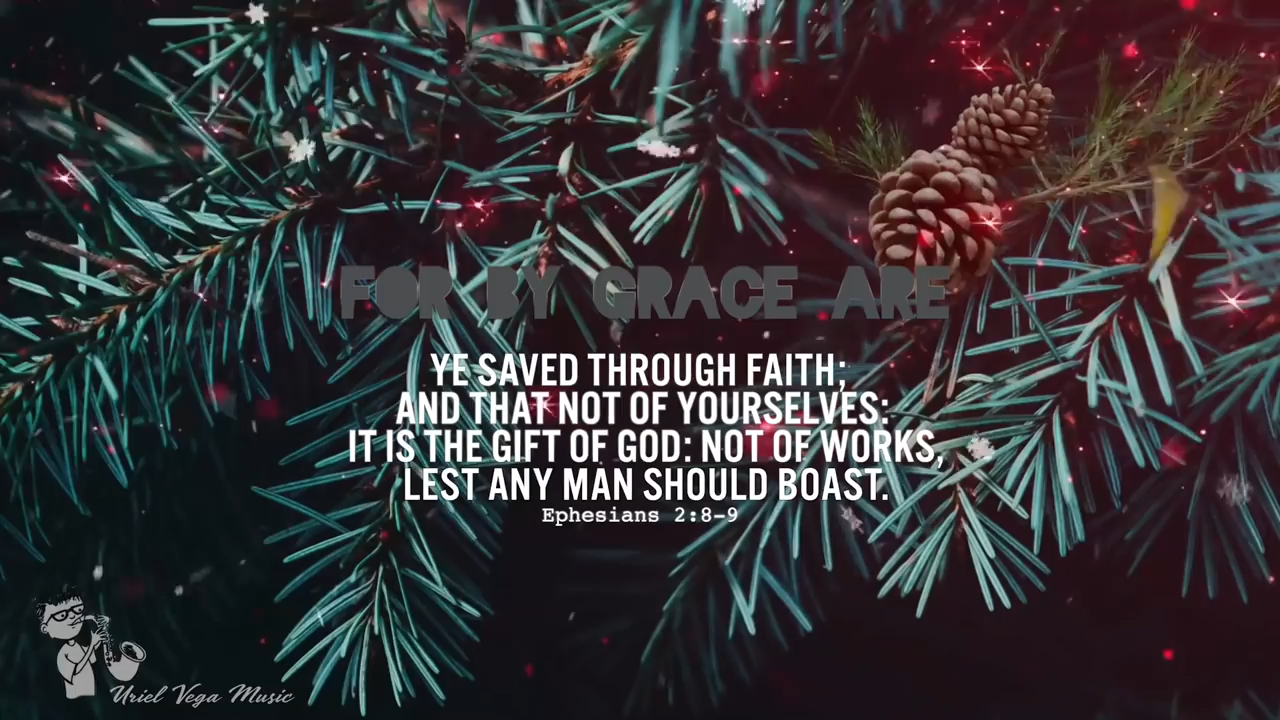 FOR BY GRACE ARE
YE SAVED THROUGH FAITH;
AND THAT NOT OF YOURSELVES:
IT IS THE GIFT OF GOD: NOT OF WORKS,
LEST ANY MAN SHOULD BOAST.
Ephesians 2:8-9
Uriel Vega Music